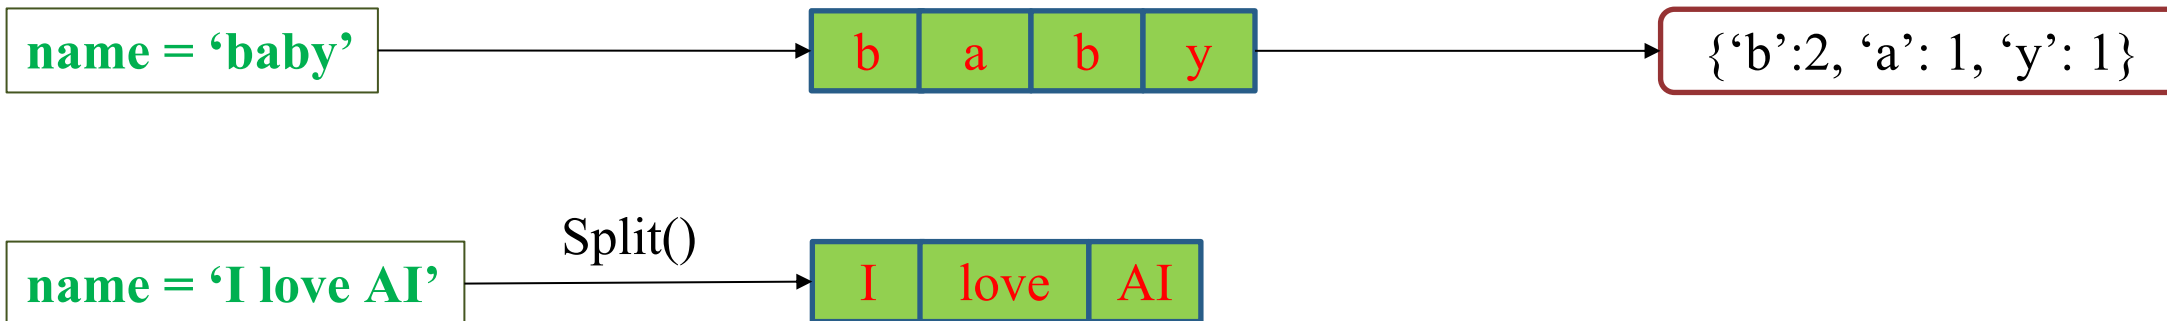 name = ‘baby’
b a b y
{‘b’:2, ‘a’: 1, ‘y’: 1}
Split()
name = ‘I love AI’
I love AI